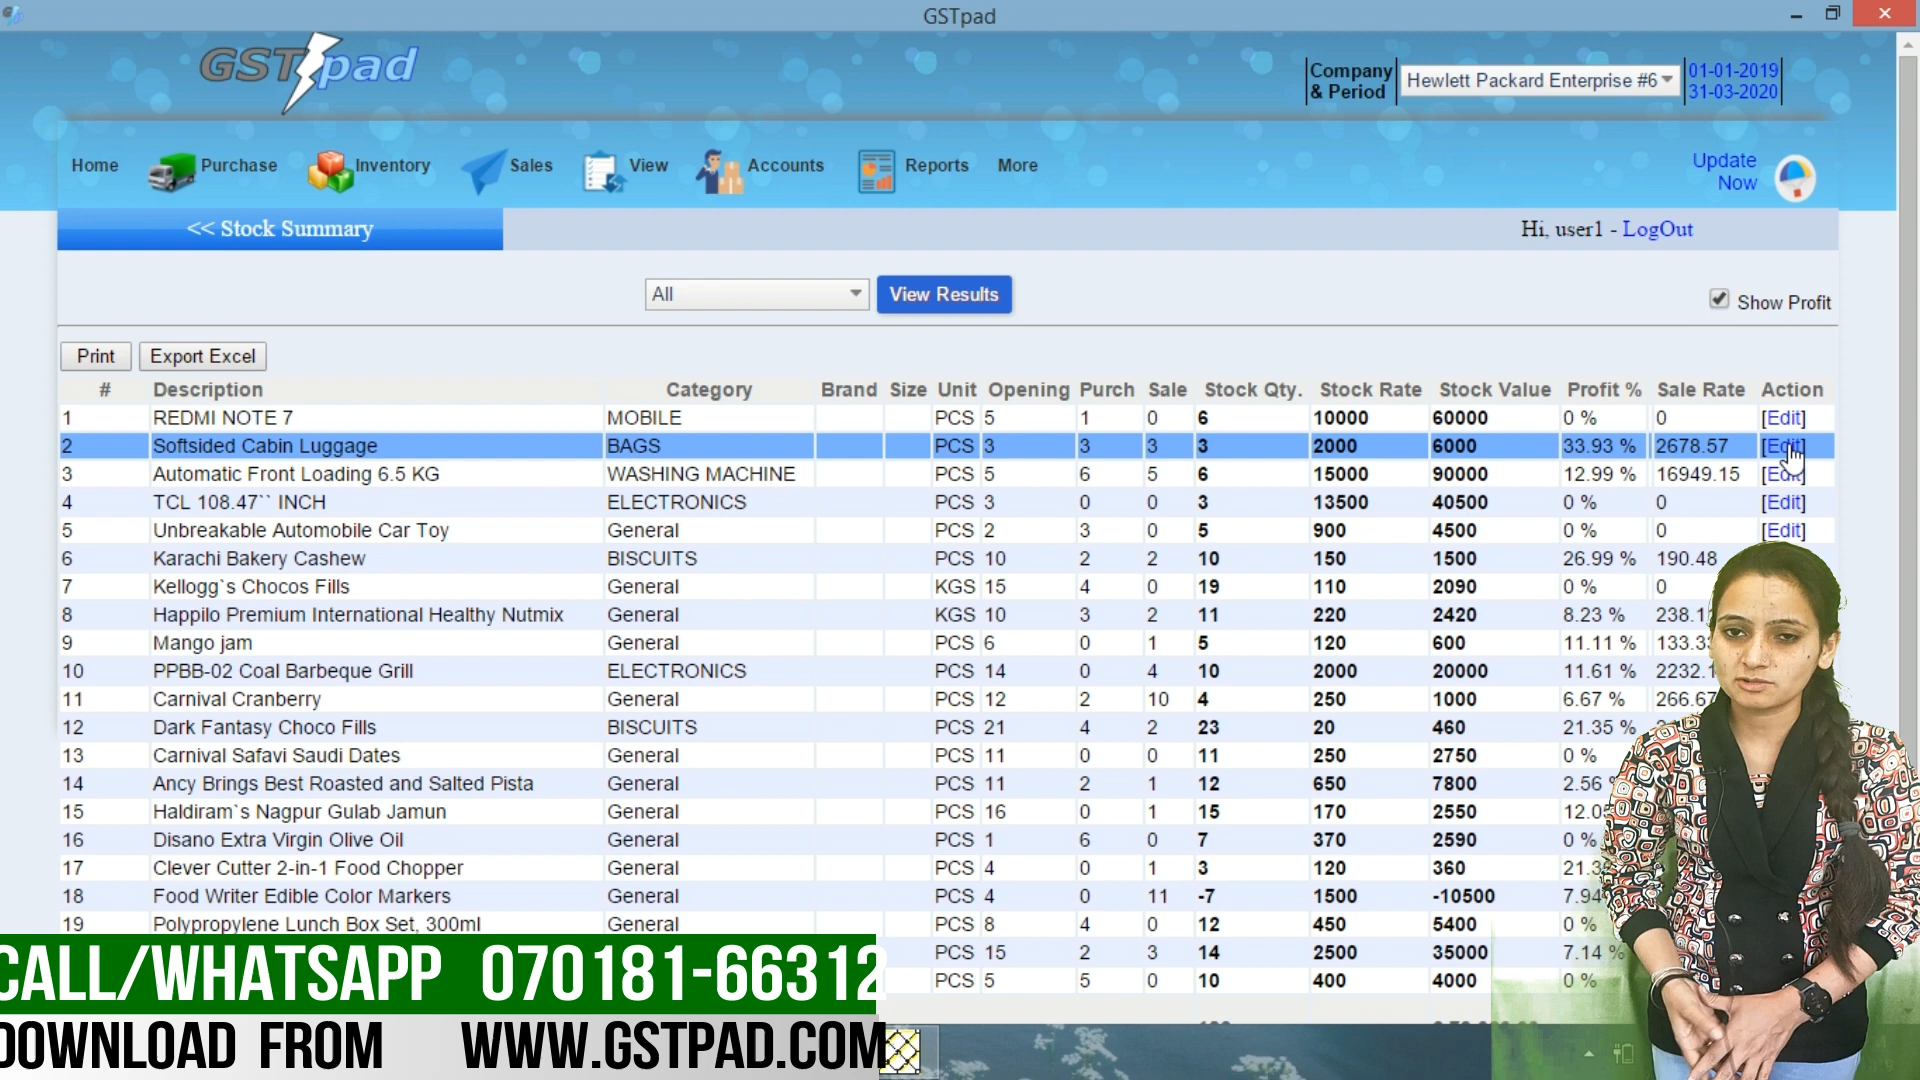 GSTpad
GST pad
Company & Period
Hewlett Packard Enterprise #6
01-01-2019
31-03-2020
Home Purchase Inventory Sales View Accounts Reports More
Update Now
<< Stock Summary
Hi, user1 - LogOut
All View Results
Show Profit
Print Export Excel
# Description Category Brand Size Unit Opening Purch Sale Stock Qty. Stock Rate Stock Value Profit % Sale Rate Action
1 REDMI NOTE 7 MOBILE PCS 5 1 0 6 10000 60000 0 % 0 [Edit]
2 Softsided Cabin Luggage BAGS PCS 3 3 3 3 2000 6000 33.93 % 2678.57 [Edit]
3 Automatic Front Loading 6.5 KG WASHING MACHINE PCS 5 6 5 6 15000 90000 12.99 % 16949.15 [Edit]
4 TCL 108.47`` INCH ELECTRONICS PCS 3 0 0 3 13500 40500 0 % 0 [Edit]
5 Unbreakable Automobile Car Toy General PCS 2 3 0 5 900 4500 0 % 0 [Edit]
6 Karachi Bakery Cashew BISCUITS PCS 10 2 2 10 150 1500 26.99 % 190.48
7 Kellogg`s Chocos Fills General KGS 15 4 0 19 110 2090 0 % 0
8 Happilo Premium International Healthy Nutmix General KGS 10 3 2 11 220 2420 8.23 % 238.1
9 Mango jam General PCS 6 0 1 5 120 600 11.11 % 133.3
10 PPBB-02 Coal Barbeque Grill ELECTRONICS PCS 14 0 4 10 2000 20000 11.61 % 2232.1
11 Carnival Cranberry General PCS 12 2 10 4 250 1000 6.67 % 266.67
12 Dark Fantasy Choco Fills BISCUITS PCS 21 4 2 23 20 460 21.35 %
13 Carnival Safavi Saudi Dates General PCS 11 0 0 11 250 2750 0 %
14 Ancy Brings Best Roasted and Salted Pista General PCS 11 2 1 12 650 7800 2.56
15 Haldiram`s Nagpur Gulab Jamun General PCS 16 0 1 15 170 2550 12.0
16 Disano Extra Virgin Olive Oil General PCS 1 6 0 7 370 2590 0 %
17 Clever Cutter 2-in-1 Food Chopper General PCS 4 0 1 3 120 360 21.3
18 Food Writer Edible Color Markers General PCS 4 0 11 -7 1500 -10500 7.94
19 Polypropylene Lunch Box Set, 300ml General PCS 8 4 0 12 450 5400 0 %
PCS 15 2 3 14 2500 35000 7.14 %
PCS 5 5 0 10 400 4000 0 %
CALL/WHATSAPP 070181-66312
DOWNLOAD FROM WWW.GSTPAD.COM